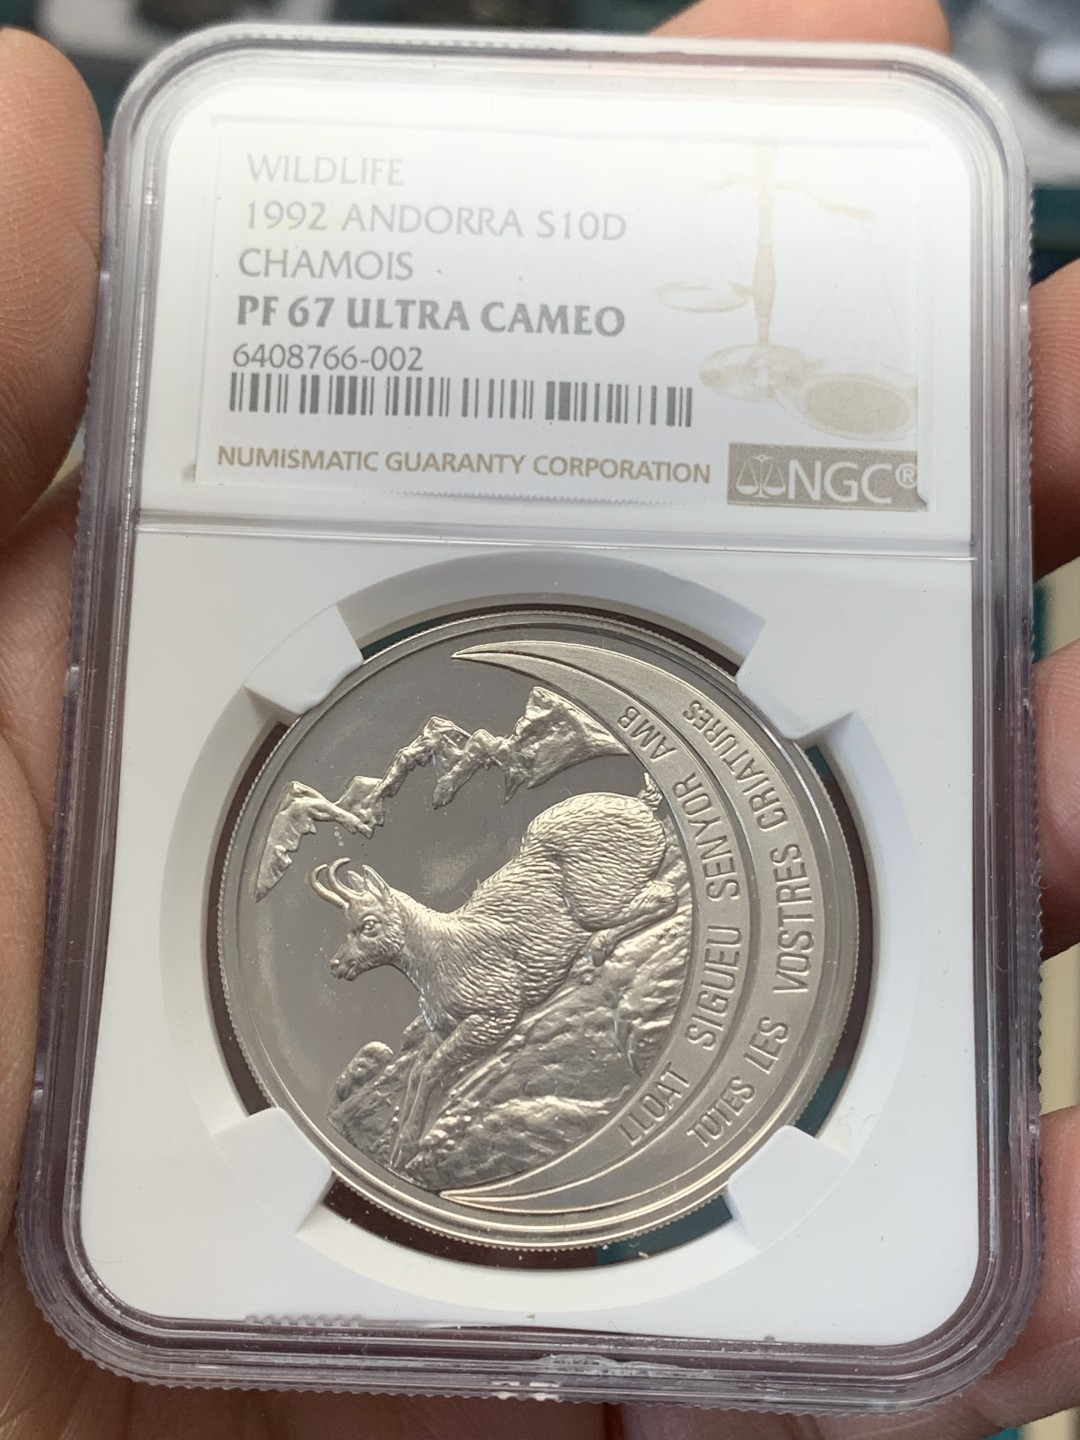 WILDLIFE
1992 ANDORRA S10D
CHAMOIS
PF 67 ULTRA CAMEO
6408766-002
NUMISMATIC GUARANTY CORPORATION
NGC®
LLOAT SIGUEU SENYOR AMB
TOTES LES VOSTRES CRIATURES